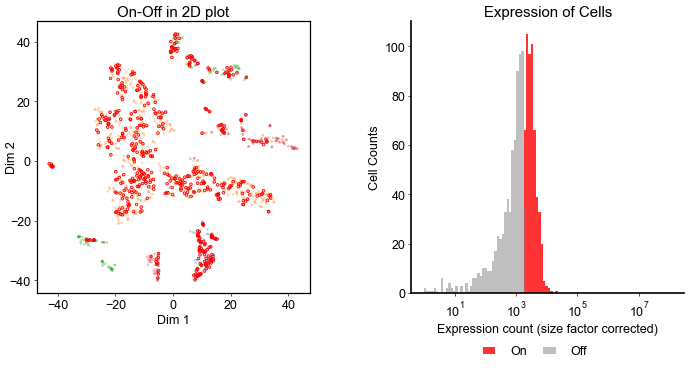 On-Off in 2D plot
Dim 2
40
20
0
−20
−40
−40 −20 0 20 40
Dim 1
Expression of Cells
Cell Counts
100
80
60
40
20
0
10^1 10^3 10^5 10^7
Expression count (size factor corrected)
On Off